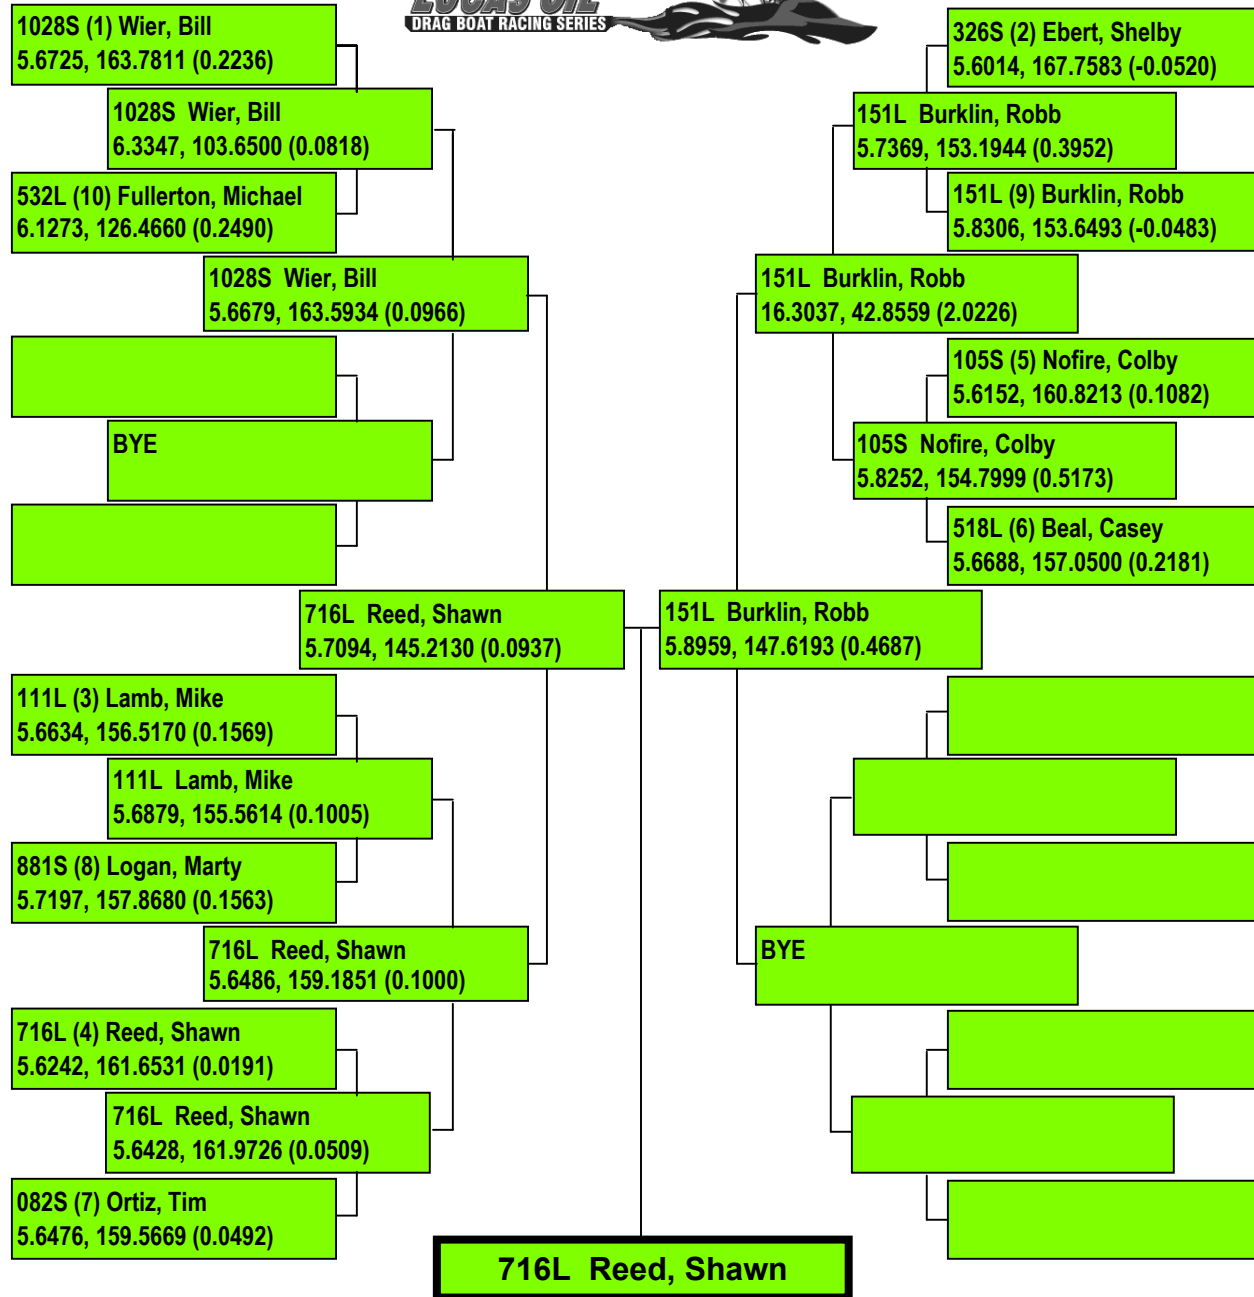 LUCAS OIL
DRAG BOAT RACING SERIES
1028S (1) Wier, Bill
5.6725, 163.7811 (0.2236)
1028S Wier, Bill
6.3347, 103.6500 (0.0818)
532L (10) Fullerton, Michael
6.1273, 126.4660 (0.2490)
1028S Wier, Bill
5.6679, 163.5934 (0.0966)
BYE
716L Reed, Shawn
5.7094, 145.2130 (0.0937)
111L (3) Lamb, Mike
5.6634, 156.5170 (0.1569)
111L Lamb, Mike
5.6879, 155.5614 (0.1005)
881S (8) Logan, Marty
5.7197, 157.8680 (0.1563)
716L Reed, Shawn
5.6486, 159.1851 (0.1000)
716L (4) Reed, Shawn
5.6242, 161.6531 (0.0191)
716L Reed, Shawn
5.6428, 161.9726 (0.0509)
082S (7) Ortiz, Tim
5.6476, 159.5669 (0.0492)
326S (2) Ebert, Shelby
5.6014, 167.7583 (-0.0520)
151L Burklin, Robb
5.7369, 153.1944 (0.3952)
151L (9) Burklin, Robb
5.8306, 153.6493 (-0.0483)
151L Burklin, Robb
16.3037, 42.8559 (2.0226)
105S (5) Nofire, Colby
5.6152, 160.8213 (0.1082)
105S Nofire, Colby
5.8252, 154.7999 (0.5173)
518L (6) Beal, Casey
5.6688, 157.0500 (0.2181)
151L Burklin, Robb
5.8959, 147.6193 (0.4687)
BYE
716L Reed, Shawn